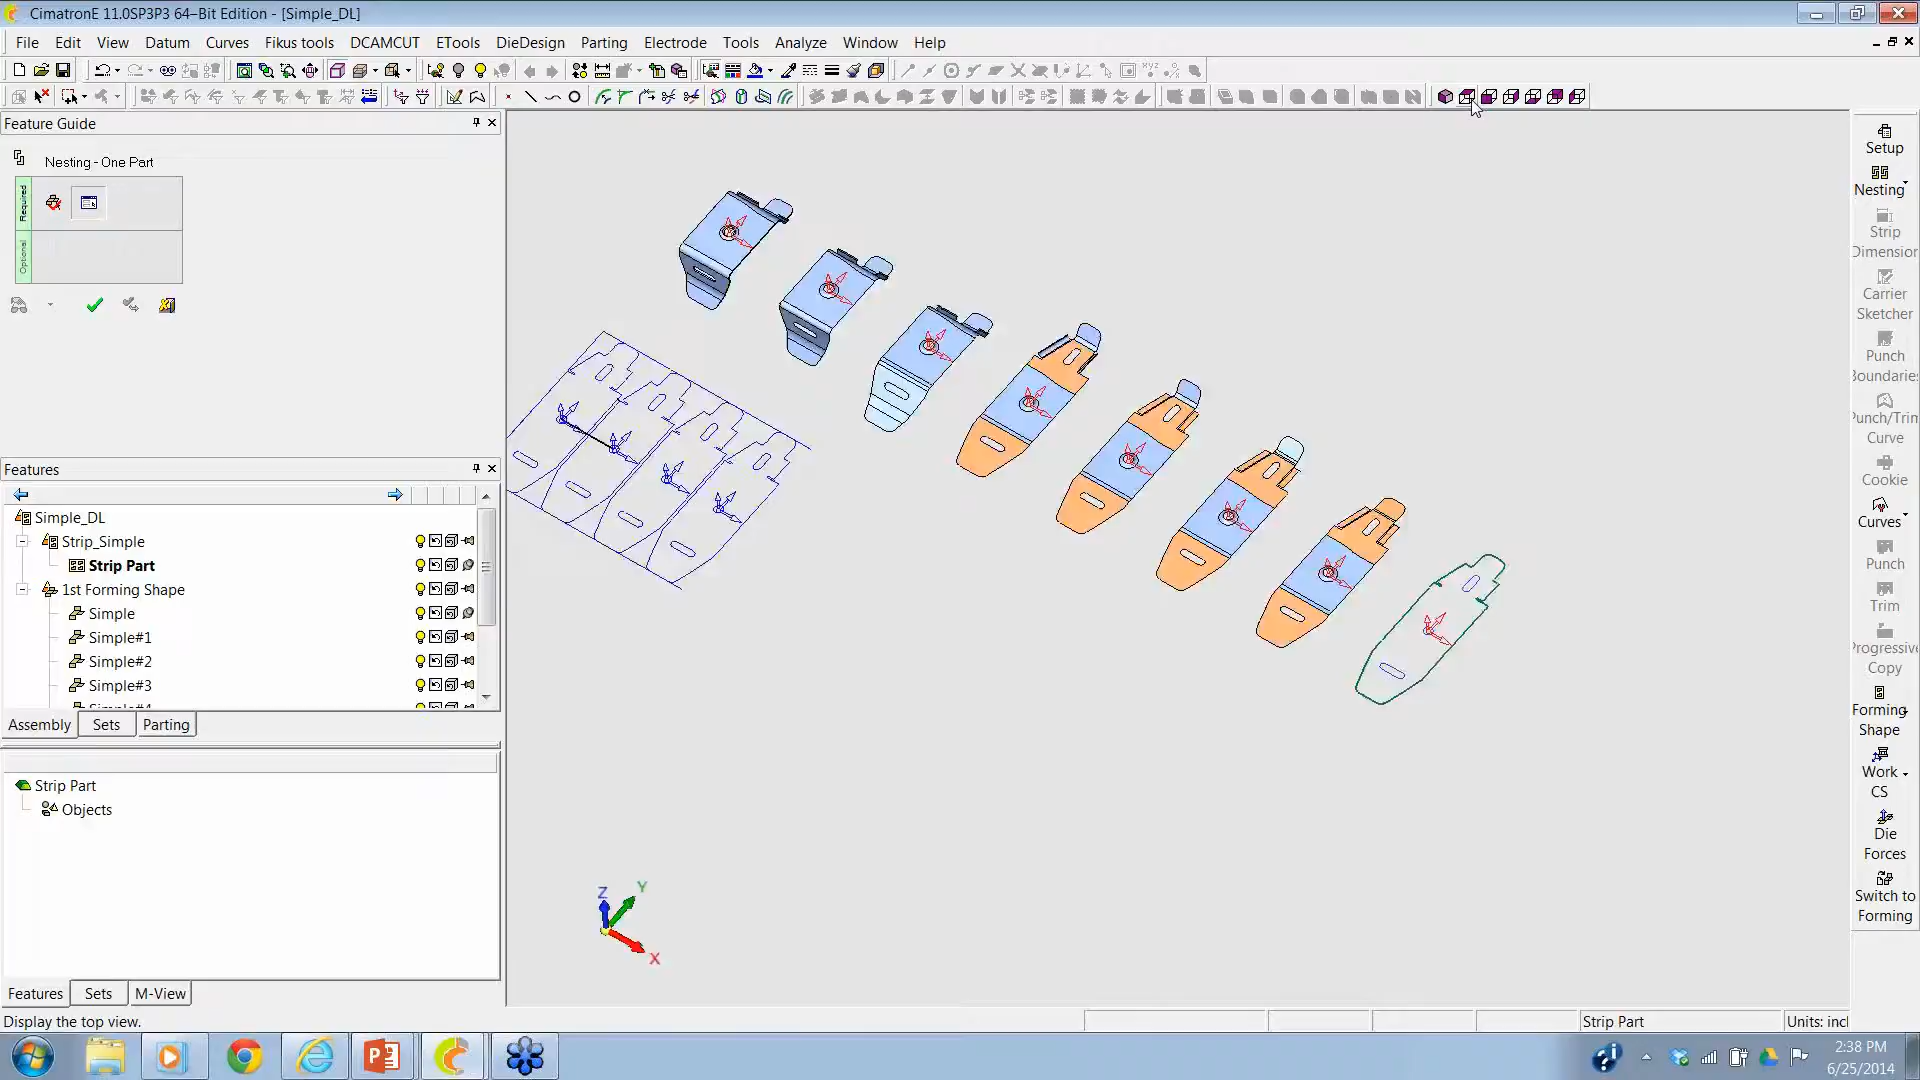 CimatronE 11.0SP3P3 64–Bit Edition - [Simple_DL]
File Edit View Datum Curves Fikus tools DCAMCUT ETools DieDesign Parting Electrode Tools Analyze Window Help
Feature Guide
Nesting - One Part
Required
Optional
Features
Simple_DL
Strip_Simple
Strip Part
1st Forming Shape
Simple
Simple#1
Simple#2
Simple#3
Assembly Sets Parting
Strip Part
Objects
Features Sets M-View
Z
Y
X
Setup
Nesting
Strip
Dimension
Carrier
Sketcher
Punch
Boundaries
Punch/Trim
Curve
Cookie
Curves
Punch
Trim
Progressive
Copy
Forming
Shape
Work
CS
Die
Forces
Switch to
Forming
Display the top view.
Strip Part
Units: incl
2:38 PM
6/25/2014